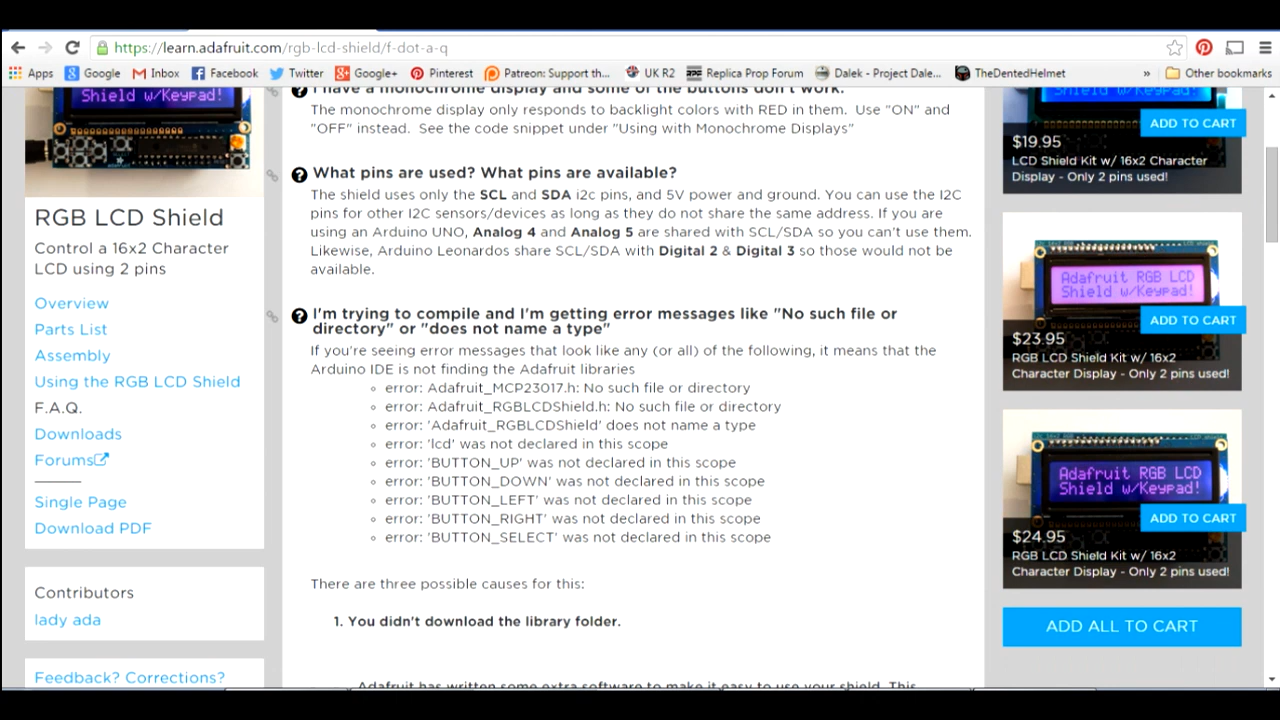 https://learn.adafruit.com/rgb-lcd-shield/f-dot-a-q
Apps Google Inbox Facebook Twitter Google+ Pinterest Patreon: Support th... UK R2 Replica Prop Forum Dalek - Project Dale... TheDentedHelmet » Other bookmarks
Shield w/Keypad!
RGB LCD Shield
Control a 16x2 Character
LCD using 2 pins
Overview
Parts List
Assembly
Using the RGB LCD Shield
F.A.Q.
Downloads
Forums
Single Page
Download PDF
Contributors
lady ada
Feedback? Corrections?
I have a monochrome display and some of the buttons don't work.
The monochrome display only responds to backlight colors with RED in them. Use "ON" and
"OFF" instead. See the code snippet under "Using with Monochrome Displays"
What pins are used? What pins are available?
The shield uses only the SCL and SDA i2c pins, and 5V power and ground. You can use the I2C
pins for other I2C sensors/devices as long as they do not share the same address. If you are
using an Arduino UNO, Analog 4 and Analog 5 are shared with SCL/SDA so you can't use them.
Likewise, Arduino Leonardos share SCL/SDA with Digital 2 & Digital 3 so those would not be
available.
I'm trying to compile and I'm getting error messages like "No such file or
directory" or "does not name a type"
If you're seeing error messages that look like any (or all) of the following, it means that the
Arduino IDE is not finding the Adafruit libraries
error: Adafruit_MCP23017.h: No such file or directory
error: Adafruit_RGBLCDShield.h: No such file or directory
error: 'Adafruit_RGBLCDShield' does not name a type
error: 'lcd' was not declared in this scope
error: 'BUTTON_UP' was not declared in this scope
error: 'BUTTON_DOWN' was not declared in this scope
error: 'BUTTON_LEFT' was not declared in this scope
error: 'BUTTON_RIGHT' was not declared in this scope
error: 'BUTTON_SELECT' was not declared in this scope
There are three possible causes for this:
1. You didn't download the library folder.
Adafruit has written some extra software to make it easy to use your shield. This
ADD TO CART
$19.95
LCD Shield Kit w/ 16x2 Character
Display - Only 2 pins used!
Adafruit RGB LCD
Shield w/Keypad!
ADD TO CART
$23.95
RGB LCD Shield Kit w/ 16x2
Character Display - Only 2 pins used!
Adafruit RGB LCD
Shield w/Keypad!
ADD TO CART
$24.95
RGB LCD Shield Kit w/ 16x2
Character Display - Only 2 pins used!
ADD ALL TO CART